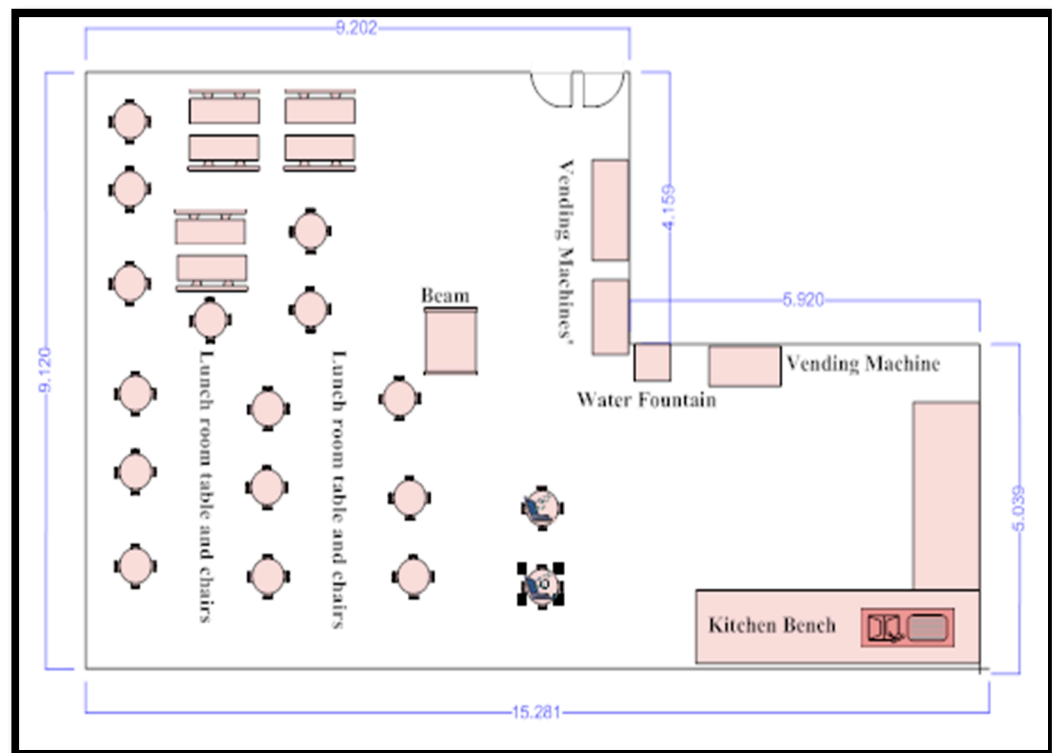 9.202
9.120
4.159
Vending Machines'
5.920
Beam
Vending Machine
Water Fountain
Lunch room table and chairs
Lunch room table and chairs
5.039
Kitchen Bench
15.281